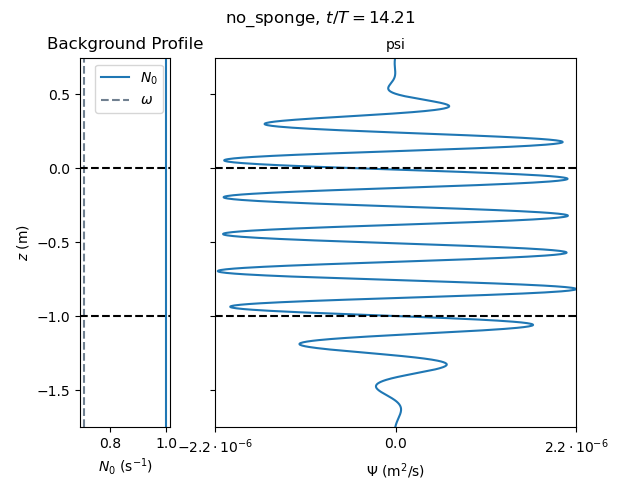 no_sponge, t/T = 14.21
Background Profile
psi
N₀
ω
z (m)
0.5
0.0
−0.5
−1.0
−1.5
0.8
1.0
N₀ (s⁻¹)
−2.2 · 10⁻⁶
0.0
2.2 · 10⁻⁶
Ψ (m²/s)